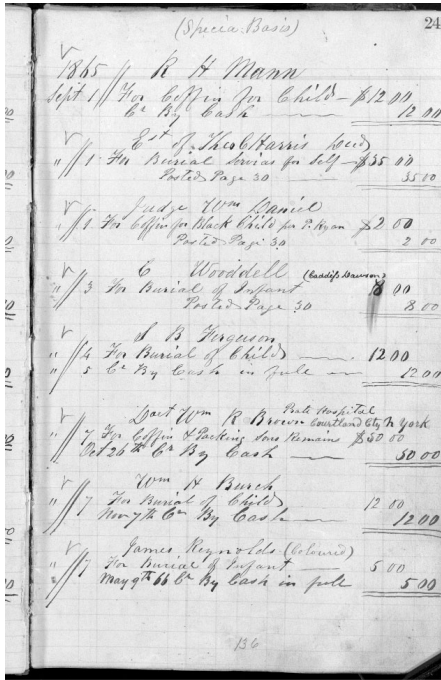 (Specia: Basis)
24
1865 // R H Mann
Sept 1 // For Coffin for Child — $12 00
Cr By Cash — 12 00
Est of Theo C Harris Decd
" // 1 For Burial Servias for Self — $35 00
Posted Page 30 — 35 00
Judge Wm Daniel
" // 1 For Coffin for Black Child for P. Ryan $2.00
Posted Page 30 2 00
C Wooddell (Caddifs Dawson)
" // 3 For Burial of Infant 8 00
Posted Page 30 8.00
S B Ferguson
" // 4 For Burial of Child — 12 00
" 5 Cr By Cash in full 12 00
Doct Wm R Brown Hospital
Courtland City N York
" // 7 For Coffin & Packing Sons Remains $50 00
Oct 26th Cr By Cash — 50 00
Wm H Burch
" // 7 For Burial of Child 12 00
Nov 7th Cr By Cash — 12 00
James Reynolds (Coloured)
" // 7 For Burial of Infant — 5 00
May 9th 66 Cr By Cash in full 5 00
136